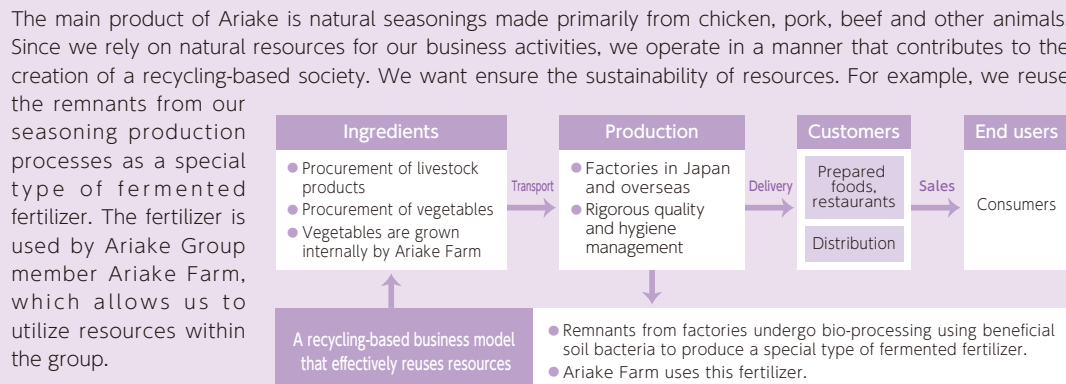 The main product of Ariake is natural seasonings made primarily from chicken, pork, beef and other animals
Since we rely on natural resources for our business activities, we operate in a manner that contributes to the
creation of a recycling-based society. We want ensure the sustainability of resources. For example, we reuse
the remnants from our
seasoning production
processes as a special
type of fermented
fertilizer. The fertilizer is
used by Ariake Group
member Ariake Farm,
which allows us to
utilize resources within
the group.
Ingredients
● Procurement of livestock
products
● Procurement of vegetables
● Vegetables are grown
internally by Ariake Farm
Transport
Production
● Factories in Japan
and overseas
● Rigorous quality
and hygiene
management
Delivery
Customers
Prepared
foods,
restaurants
Distribution
Sales
End users
Consumers
A recycling-based business model
that effectively reuses resources
● Remnants from factories undergo bio-processing using beneficial
soil bacteria to produce a special type of fermented fertilizer.
● Ariake Farm uses this fertilizer.